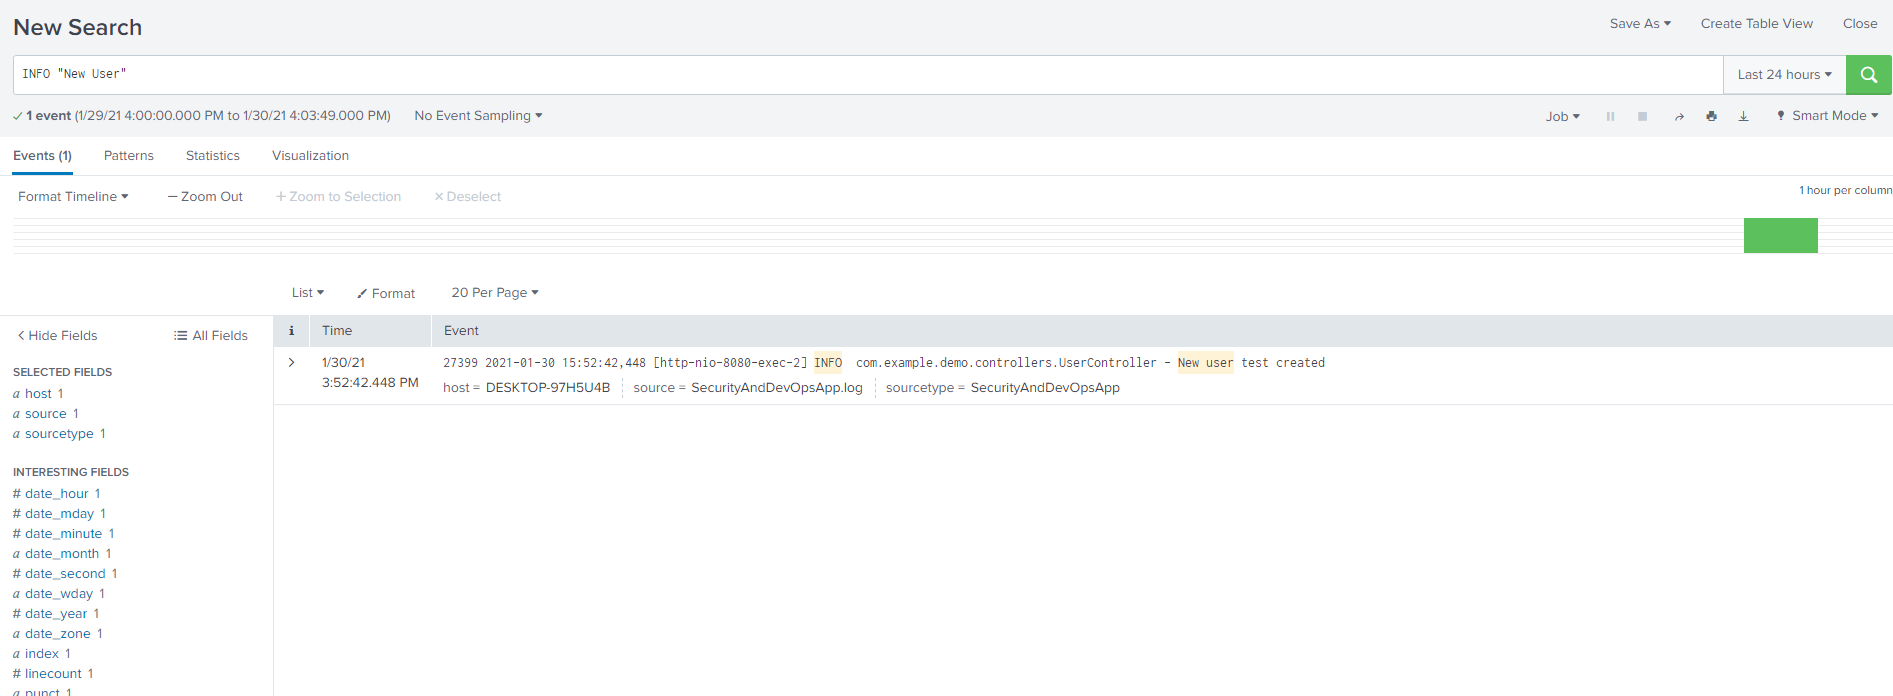 New Search
Save As Create Table View Close
INFO "New User"
Last 24 hours
1 event (1/29/21 4:00:00.000 PM to 1/30/21 4:03:49.000 PM) No Event Sampling
Job Smart Mode
Events (1) Patterns Statistics Visualization
Format Timeline — Zoom Out + Zoom to Selection × Deselect
1 hour per column
List Format 20 Per Page
Hide Fields All Fields
i Time Event
SELECTED FIELDS
a host 1
a source 1
a sourcetype 1
INTERESTING FIELDS
# date_hour 1
# date_mday 1
# date_minute 1
a date_month 1
# date_second 1
a date_wday 1
# date_year 1
a date_zone 1
a index 1
# linecount 1
a punct 1
1/30/21
3:52:42.448 PM
27399 2021-01-30 15:52:42,448 [http-nio-8080-exec-2] INFO com.example.demo.controllers.UserController - New user test created
host = DESKTOP-97H5U4B source = SecurityAndDevOpsApp.log sourcetype = SecurityAndDevOpsApp